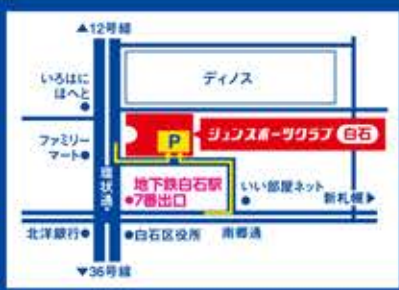 ▲12号線
いろはに
ほへと
ディノス
ファミリー
マート
P
ジュンスポーツクラブ 白石
環状通
地下鉄白石駅
7番出口
いい部屋ネット
新札幌▶
北洋銀行
白石区役所
南郷通
▼36号線